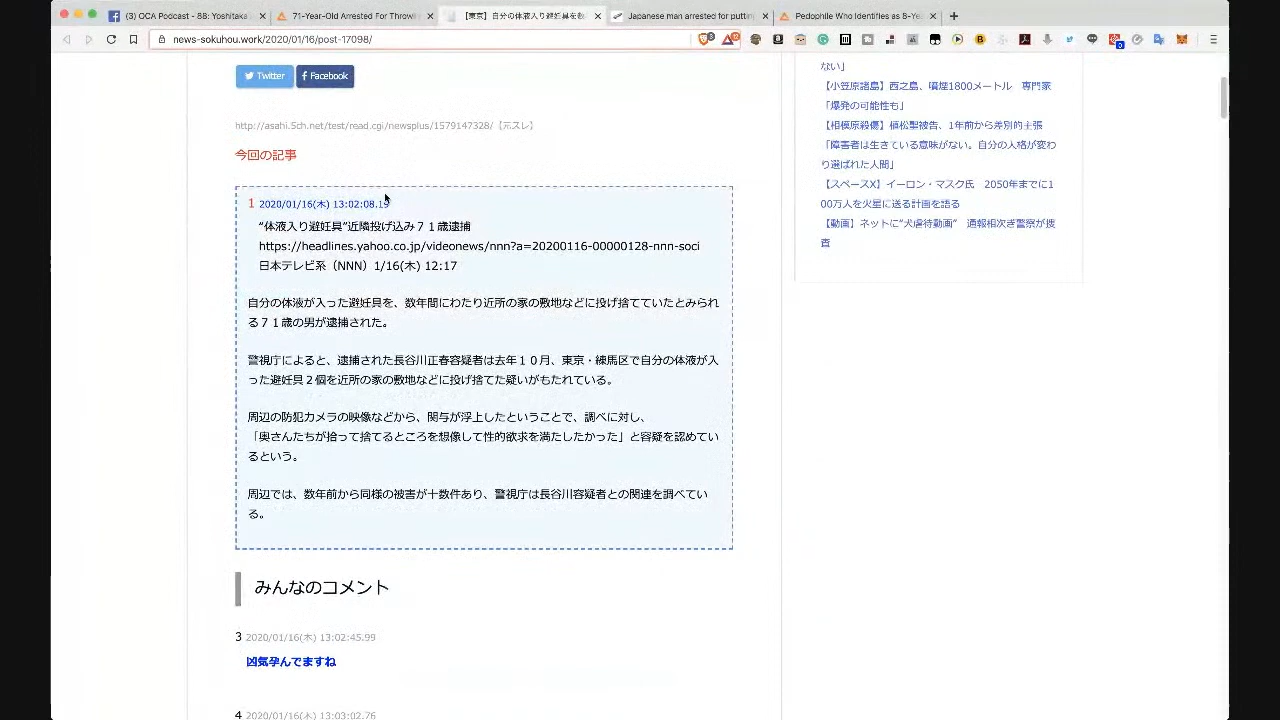 (3) OCA Podcast - 88: Yoshitaka
71-Year-Old Arrested For Throwi
【東京】自分の体液入り避妊具を数
Japanese man arrested for putting
Pedophile Who Identifies as 8-Ye
news-sokuhou.work/2020/01/16/post-17098/
Twitter
Facebook
http://asahi.5ch.net/test/read.cgi/newsplus/1579147328/【元スレ】
今回の記事
1 2020/01/16(木) 13:02:08.19
“体液入り避妊具”近隣投げ込み７１歳逮捕
https://headlines.yahoo.co.jp/videonews/nnn?a=20200116-00000128-nnn-soci
日本テレビ系（NNN）1/16(木) 12:17
自分の体液が入った避妊具を、数年間にわたり近所の家の敷地などに投げ捨てていたとみられ
る７１歳の男が逮捕された。
警視庁によると、逮捕された長谷川正春容疑者は去年１０月、東京・練馬区で自分の体液が入
った避妊具２個を近所の家の敷地などに投げ捨てた疑いがもたれている。
周辺の防犯カメラの映像などから、関与が浮上したということで、調べに対し、
「奥さんたちが拾って捨てるところを想像して性的欲求を満たしたかった」と容疑を認めてい
るという。
周辺では、数年前から同様の被害が十数件あり、警視庁は長谷川容疑者との関連を調べてい
る。
みんなのコメント
3 2020/01/16(木) 13:02:45.99
凶気孕んでますね
4 2020/01/16(木) 13:03:02.76
ない」
【小笠原諸島】西之島、噴煙1800メートル　専門家
「爆発の可能性も」
【相模原殺傷】植松聖被告、1年前から差別的主張
「障害者は生きている意味がない。自分の人格が変わ
り選ばれた人間」
【スペースX】イーロン・マスク氏　2050年までに1
00万人を火星に送る計画を語る
【動画】ネットに“犬虐待動画”　通報相次ぎ警察が捜
査